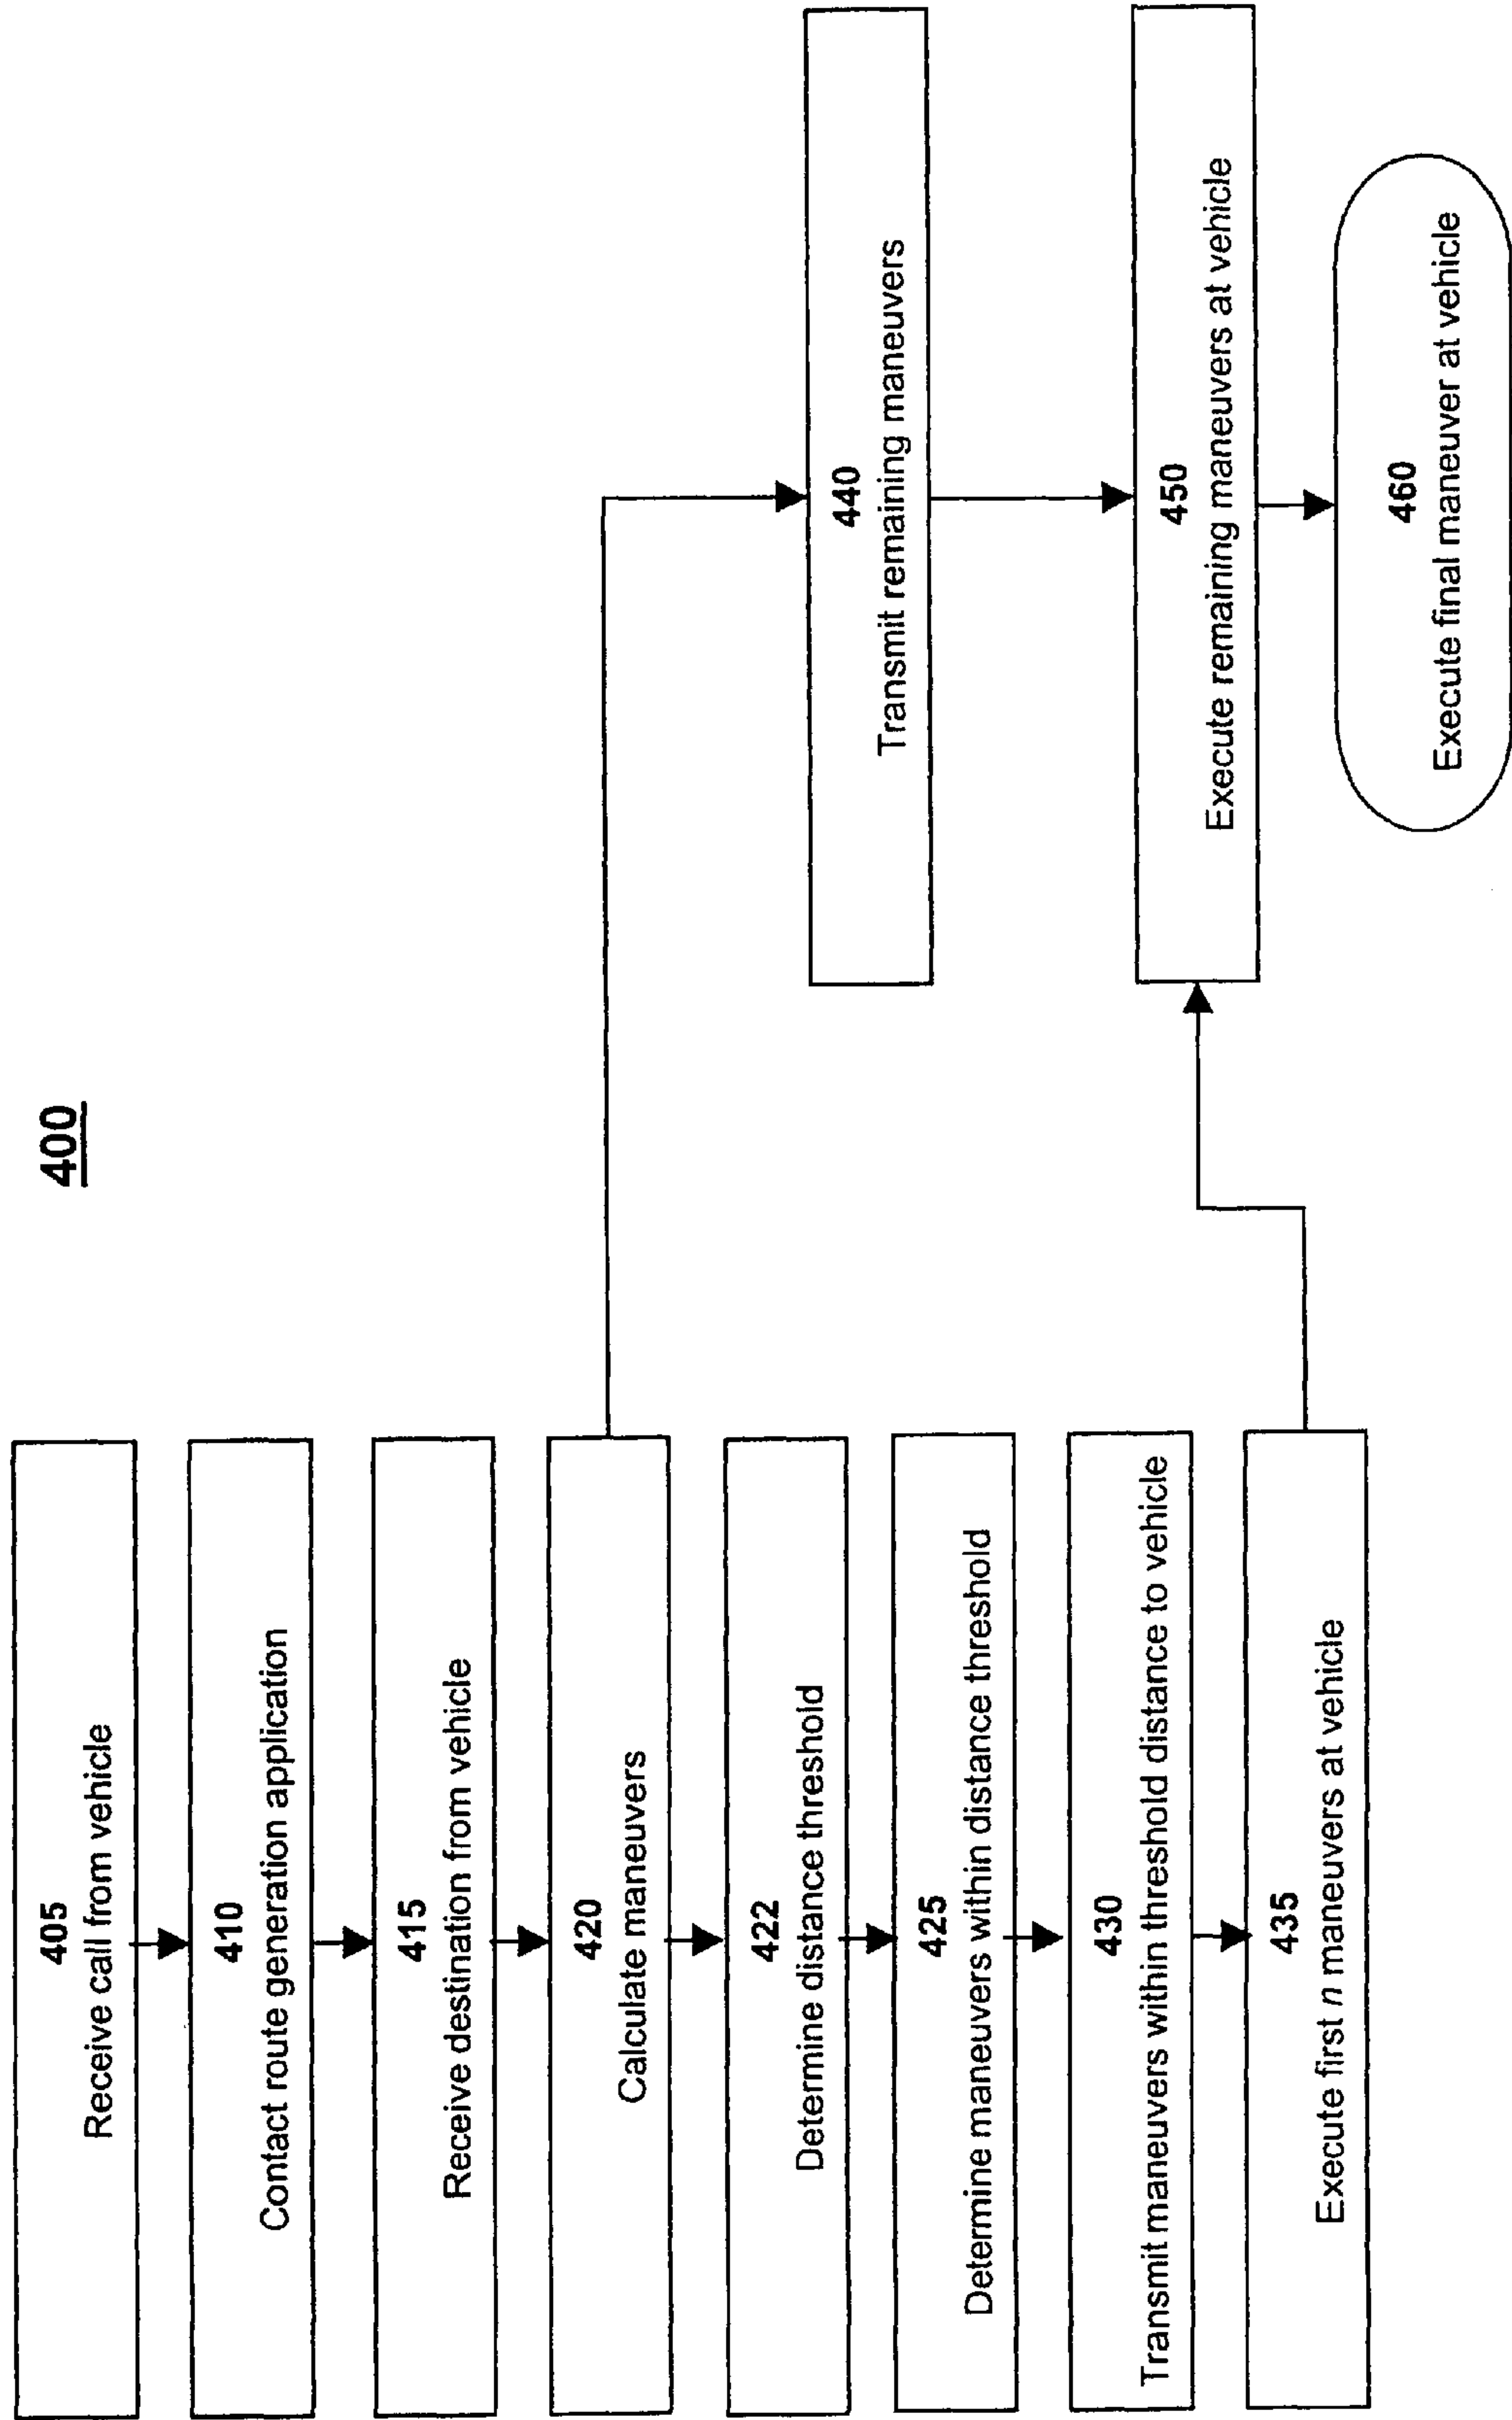 400
405
Receive call from vehicle
410
Contact route generation application
415
Receive destination from vehicle
420
Calculate maneuvers
422
Determine distance threshold
425
Determine maneuvers within distance threshold
430
Transmit maneuvers within threshold distance to vehicle
435
Execute first n maneuvers at vehicle
440
Transmit remaining maneuvers
450
Execute remaining maneuvers at vehicle
460
Execute final maneuver at vehicle